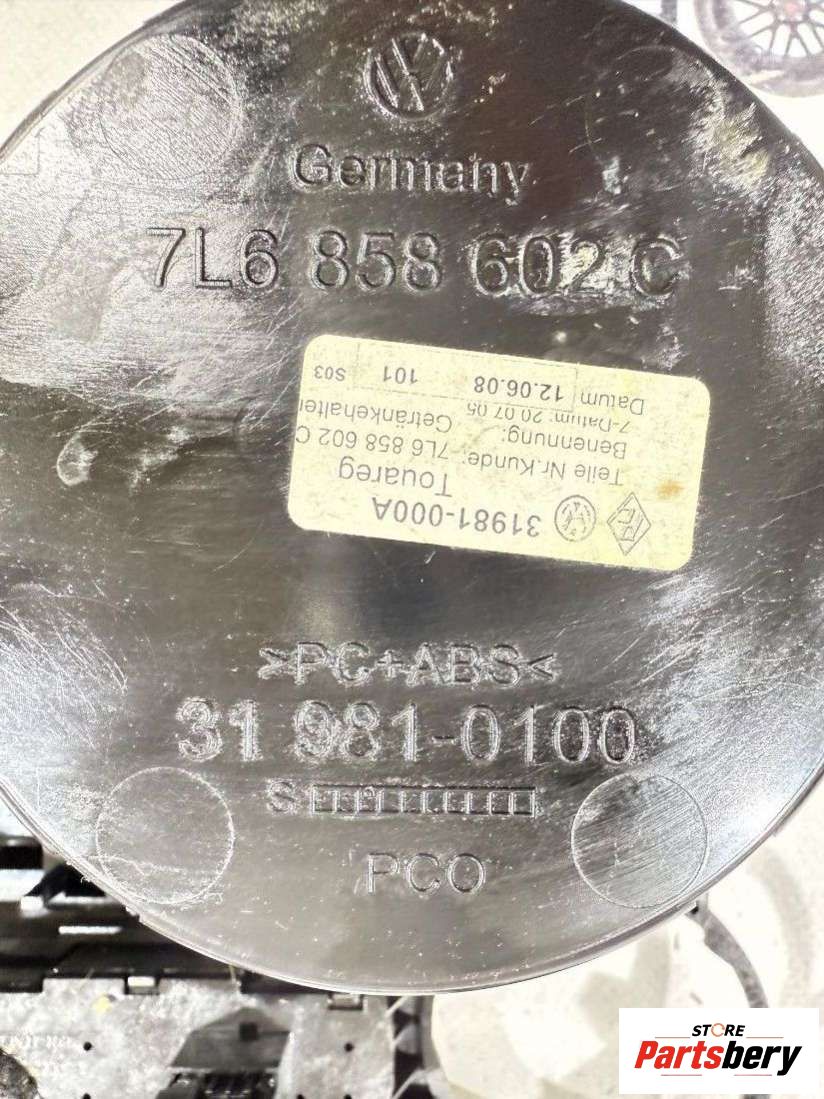 Germany
7L6 858 602 C
31981-000A
Touareg
Teile Nr.Kunde: 7L6 858 602 C
Benennung: Getränkehalter
7-Datum: 20.07.05
Datum 12.06.08 101 S03
>PC+ABS<
31 981-0100
S
PCO
STORE
Partsbery